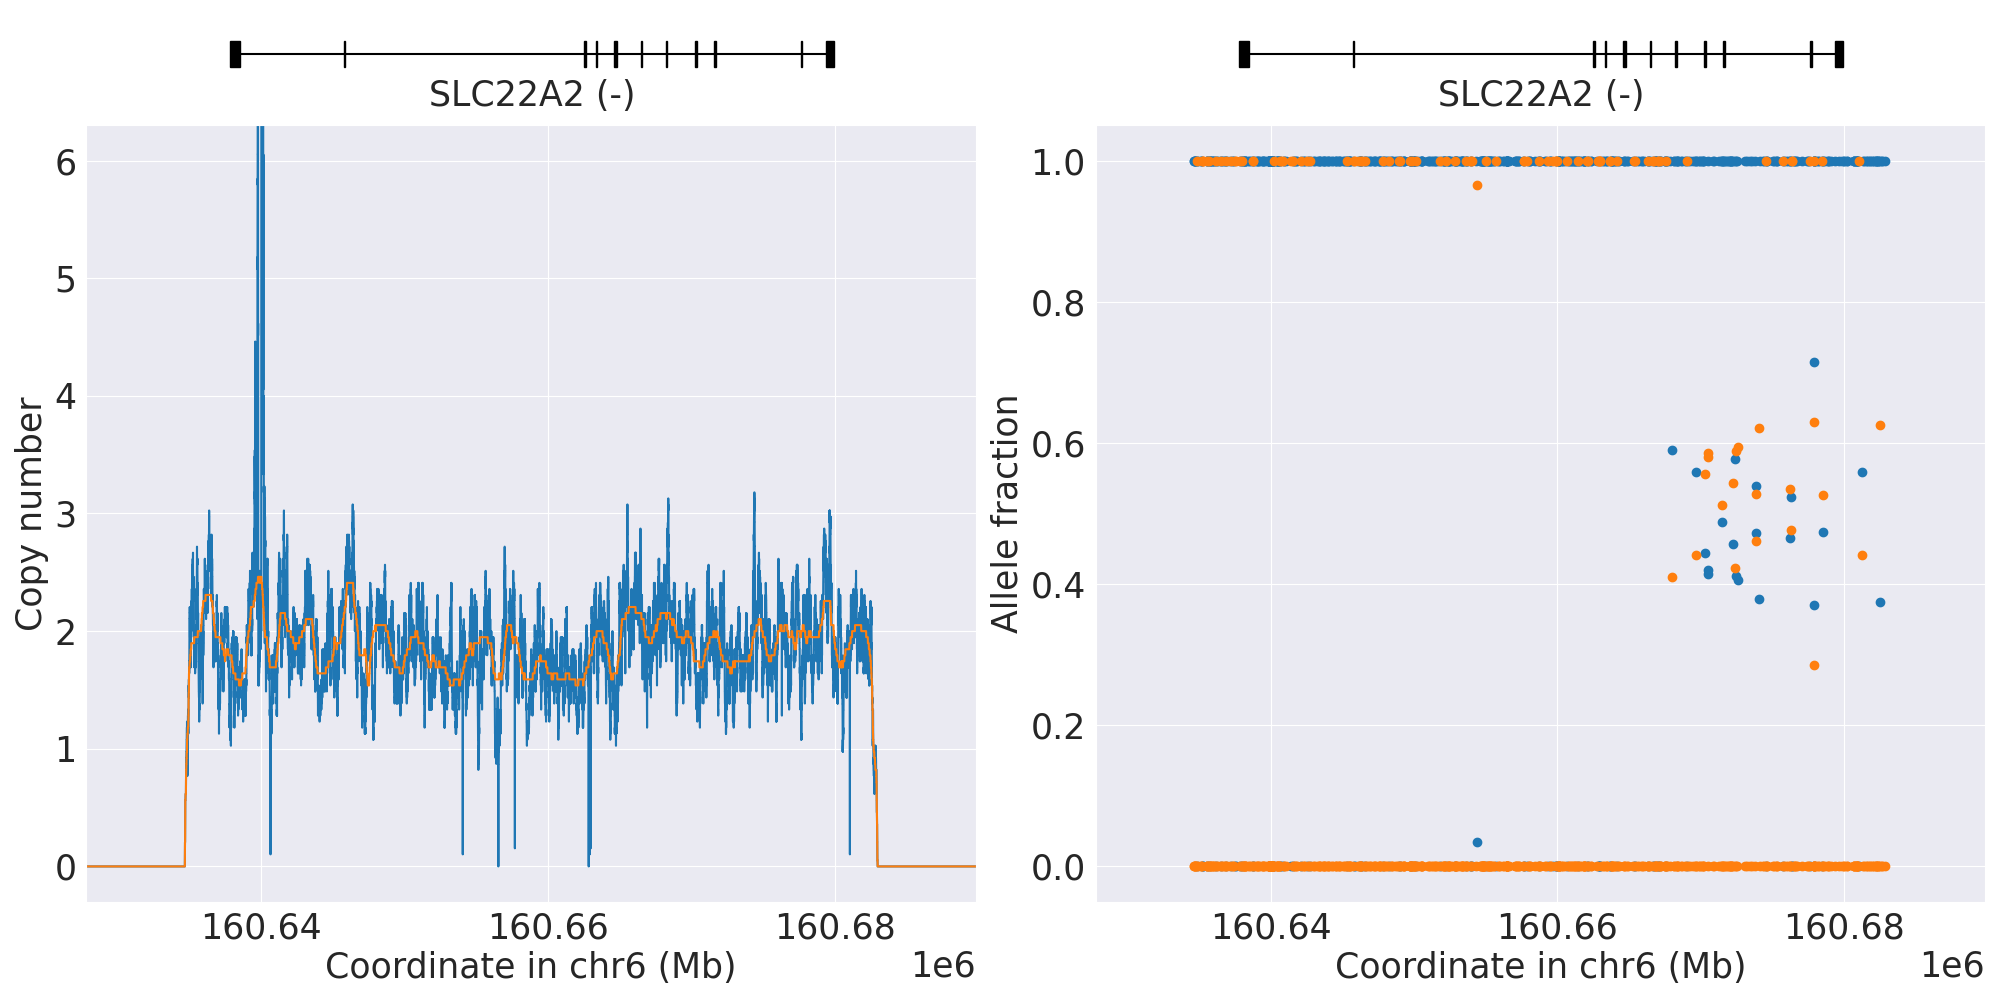 SLC22A2 (-)
6
5
4
3
2
1
0
Copy number
160.64 160.66 160.68
Coordinate in chr6 (Mb) 1e6
SLC22A2 (-)
1.0
0.8
0.6
0.4
0.2
0.0
Allele fraction
160.64 160.66 160.68
Coordinate in chr6 (Mb) 1e6